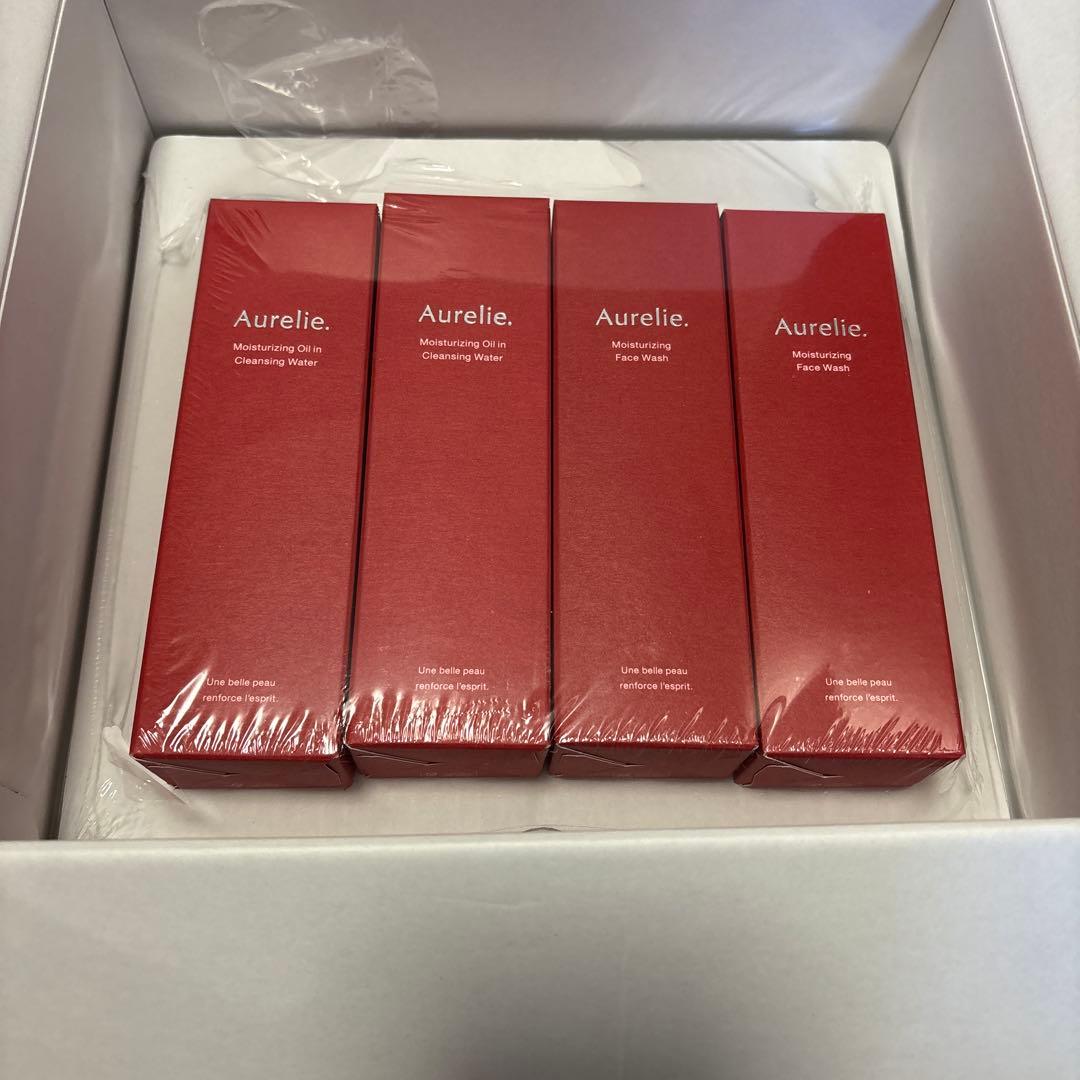 Aurelie.
Moisturizing Oil in
Cleansing Water
Une belle peau
renforce l'esprit.
Aurelie.
Moisturizing Oil in
Cleansing Water
Une belle peau
renforce l'esprit.
Aurelie.
Moisturizing
Face Wash
Une belle peau
renforce l'esprit.
Aurelie.
Moisturizing
Face Wash
Une belle peau
renforce l'esprit.